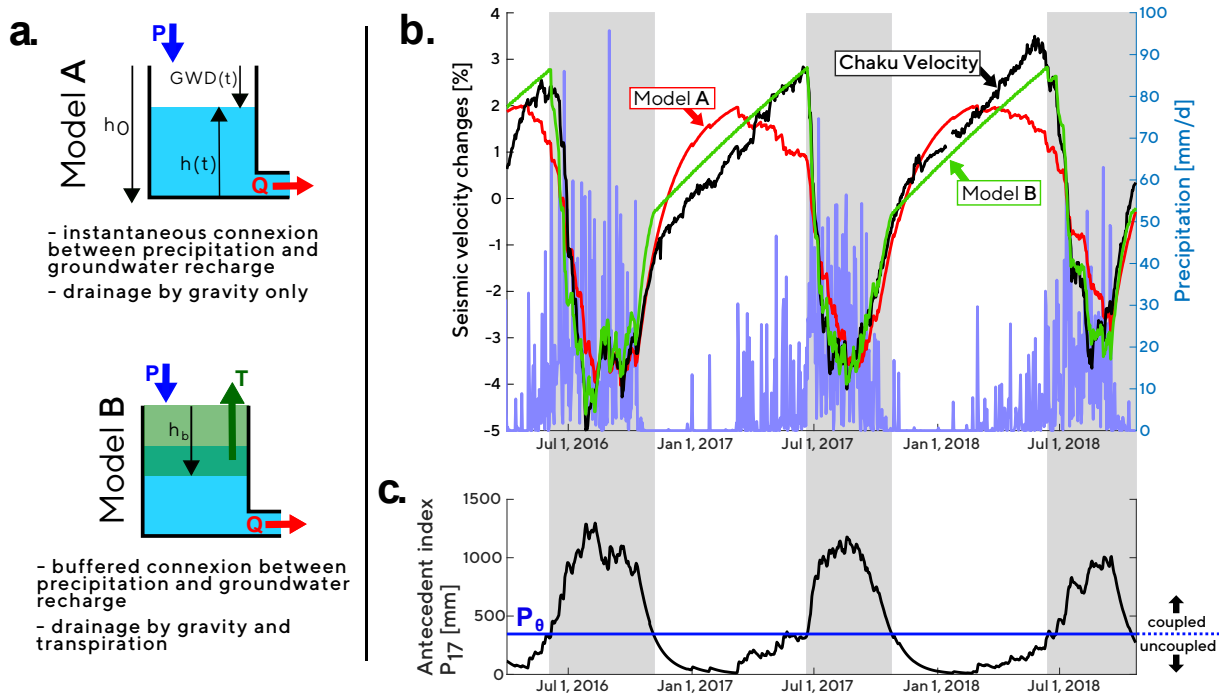 a.
Model A
P
GWD(t)
h0
h(t)
Q
- instantaneous connexion
between precipitation and
groundwater recharge
- drainage by gravity only
Model B
P
T
h_b
Q
- buffered connexion between
precipitation and groundwater
recharge
- drainage by gravity and
transpiration
b.
Seismic velocity changes [%]
4
3
2
1
0
-1
-2
-3
-4
-5
Model A
Chaku Velocity
Model B
100
90
80
70
60
50
40
30
20
10
0
Precipitation [mm/d]
Jul 1, 2016
Jan 1, 2017
Jul 1, 2017
Jan 1, 2018
Jul 1, 2018
c.
Antecedent index
P17 [mm]
1500
1000
500
0
Pθ
coupled
uncoupled
Jul 1, 2016
Jan 1, 2017
Jul 1, 2017
Jan 1, 2018
Jul 1, 2018